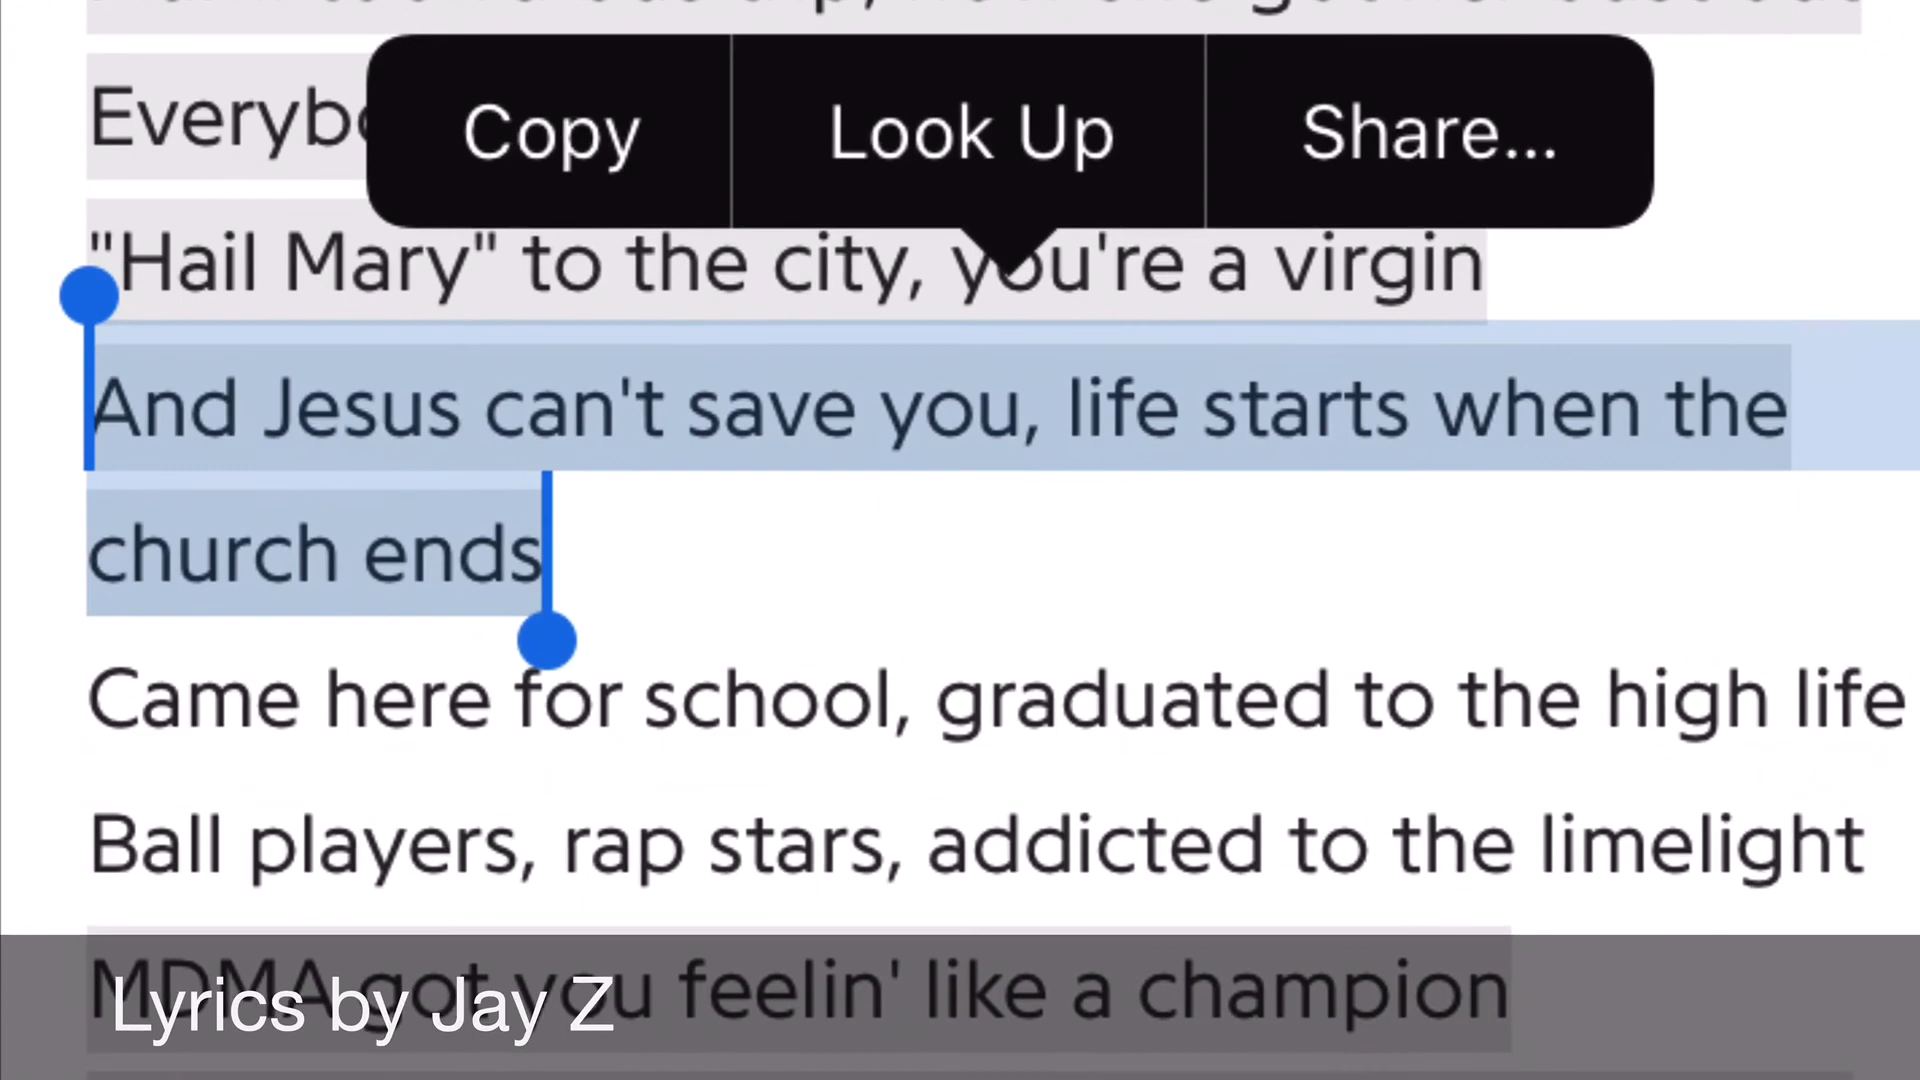 Copy Look Up Share...
Everybo
"Hail Mary" to the city, you're a virgin
And Jesus can't save you, life starts when the
church ends
Came here for school, graduated to the high life
Ball players, rap stars, addicted to the limelight
MDMA got you feelin' like a champion
Lyrics by Jay Z